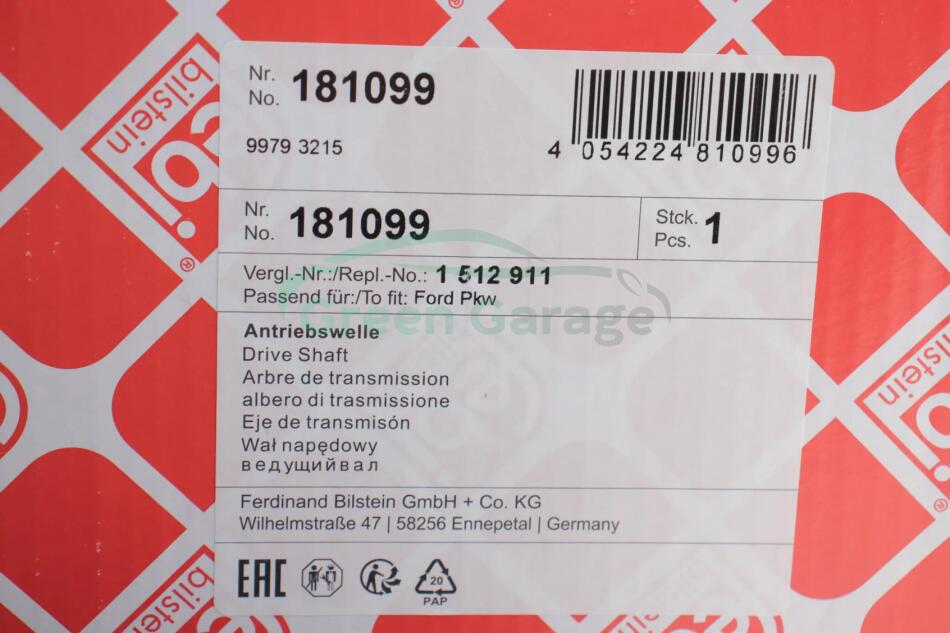 Nr.
No. 181099
9979 3215
4 054224 810996
Nr.
No. 181099
Stck.
Pcs. 1
Vergl.-Nr.:/Repl.-No.: 1 512 911
Passend für:/To fit: Ford Pkw
Green Garage
Antriebswelle
Drive Shaft
Arbre de transmission
albero di trasmissione
Eje de transmisón
Wał napędowy
ведущийвал
Ferdinand Bilstein GmbH + Co. KG
Wilhelmstraße 47 | 58256 Ennepetal | Germany
EAC
20
PAP
febi
bilstein
bilstein
bilstein